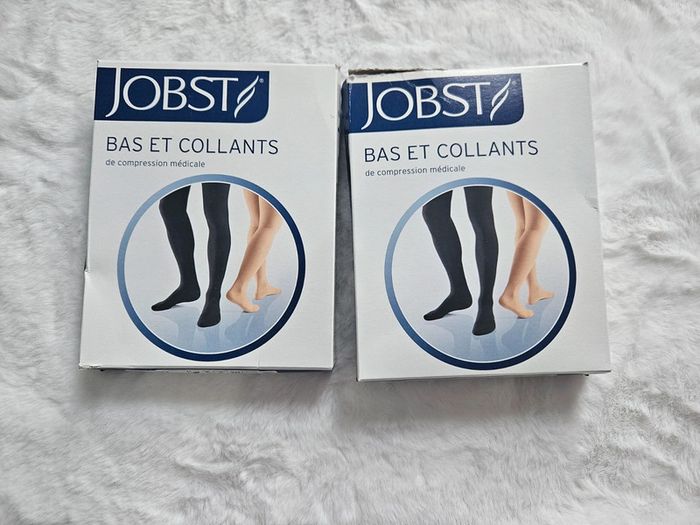 JOBST®
BAS ET COLLANTS
de compression médicale
JOBST
BAS ET COLLANTS
de compression médicale